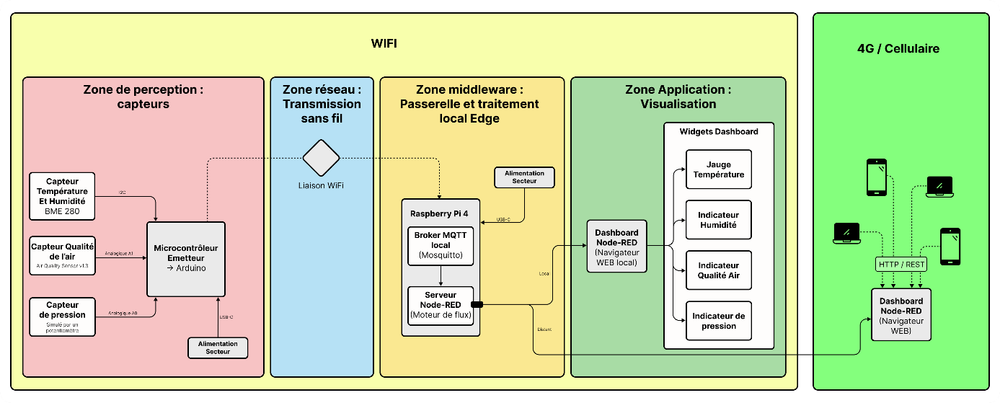 WIFI
4G / Cellulaire
Zone de perception :
capteurs
Zone réseau :
Transmission
sans fil
Zone middleware :
Passerelle et traitement
local Edge
Zone Application :
Visualisation
Capteur
Température
Et Humidité
BME 280
I2C
Capteur Qualité
de l'air
Air Quality Sensor v1.3
Analogique A1
Capteur
de pression
Simulé par un
potentiomètre
Analogique A0
Microcontrôleur
Emetteur
→ Arduino
USB-C
Alimentation
Secteur
Liaison WiFi
Alimentation
Secteur
USB-C
Raspberry Pi 4
Broker MQTT
local
(Mosquitto)
Serveur
Node-RED
(Moteur de flux)
Local
Distant
Dashboard
Node-RED
(Navigateur
WEB local)
Widgets Dashboard
Jauge
Température
Indicateur
Humidité
Indicateur
Qualité Air
Indicateur de
pression
HTTP / REST
Dashboard
Node-RED
(Navigateur
WEB)